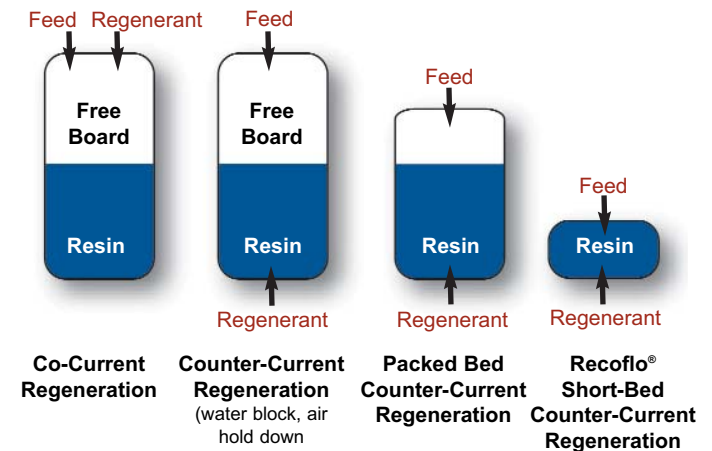 Feed Regenerant
Free
Board
Resin
Co-Current
Regeneration
Feed
Free
Board
Resin
Regenerant
Counter-Current
Regeneration
(water block, air
hold down
Feed
Resin
Regenerant
Packed Bed
Counter-Current
Regeneration
Feed
Resin
Regenerant
Recoflo®
Short-Bed
Counter-Current
Regeneration